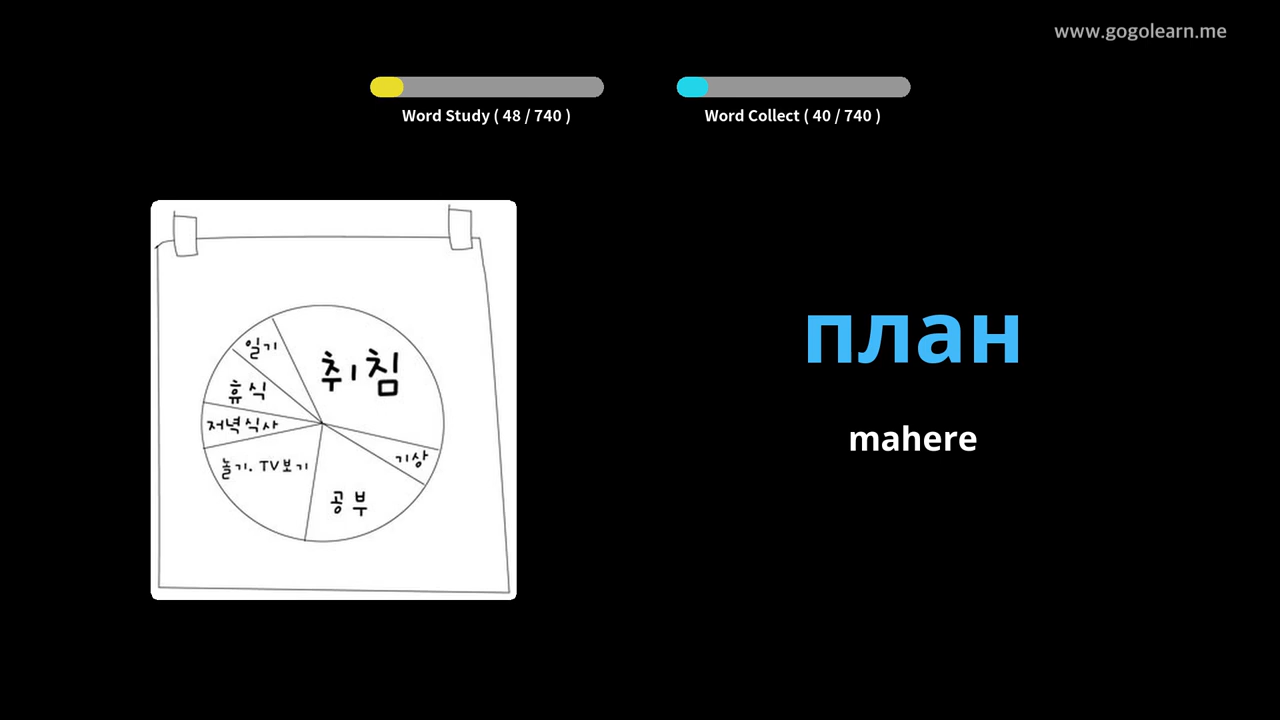 www.gogolearn.me
Word Study ( 48 / 740 )
Word Collect ( 40 / 740 )
일기
취침
휴식
저녁식사
놀기. TV보기
기상
공부
план
mahere